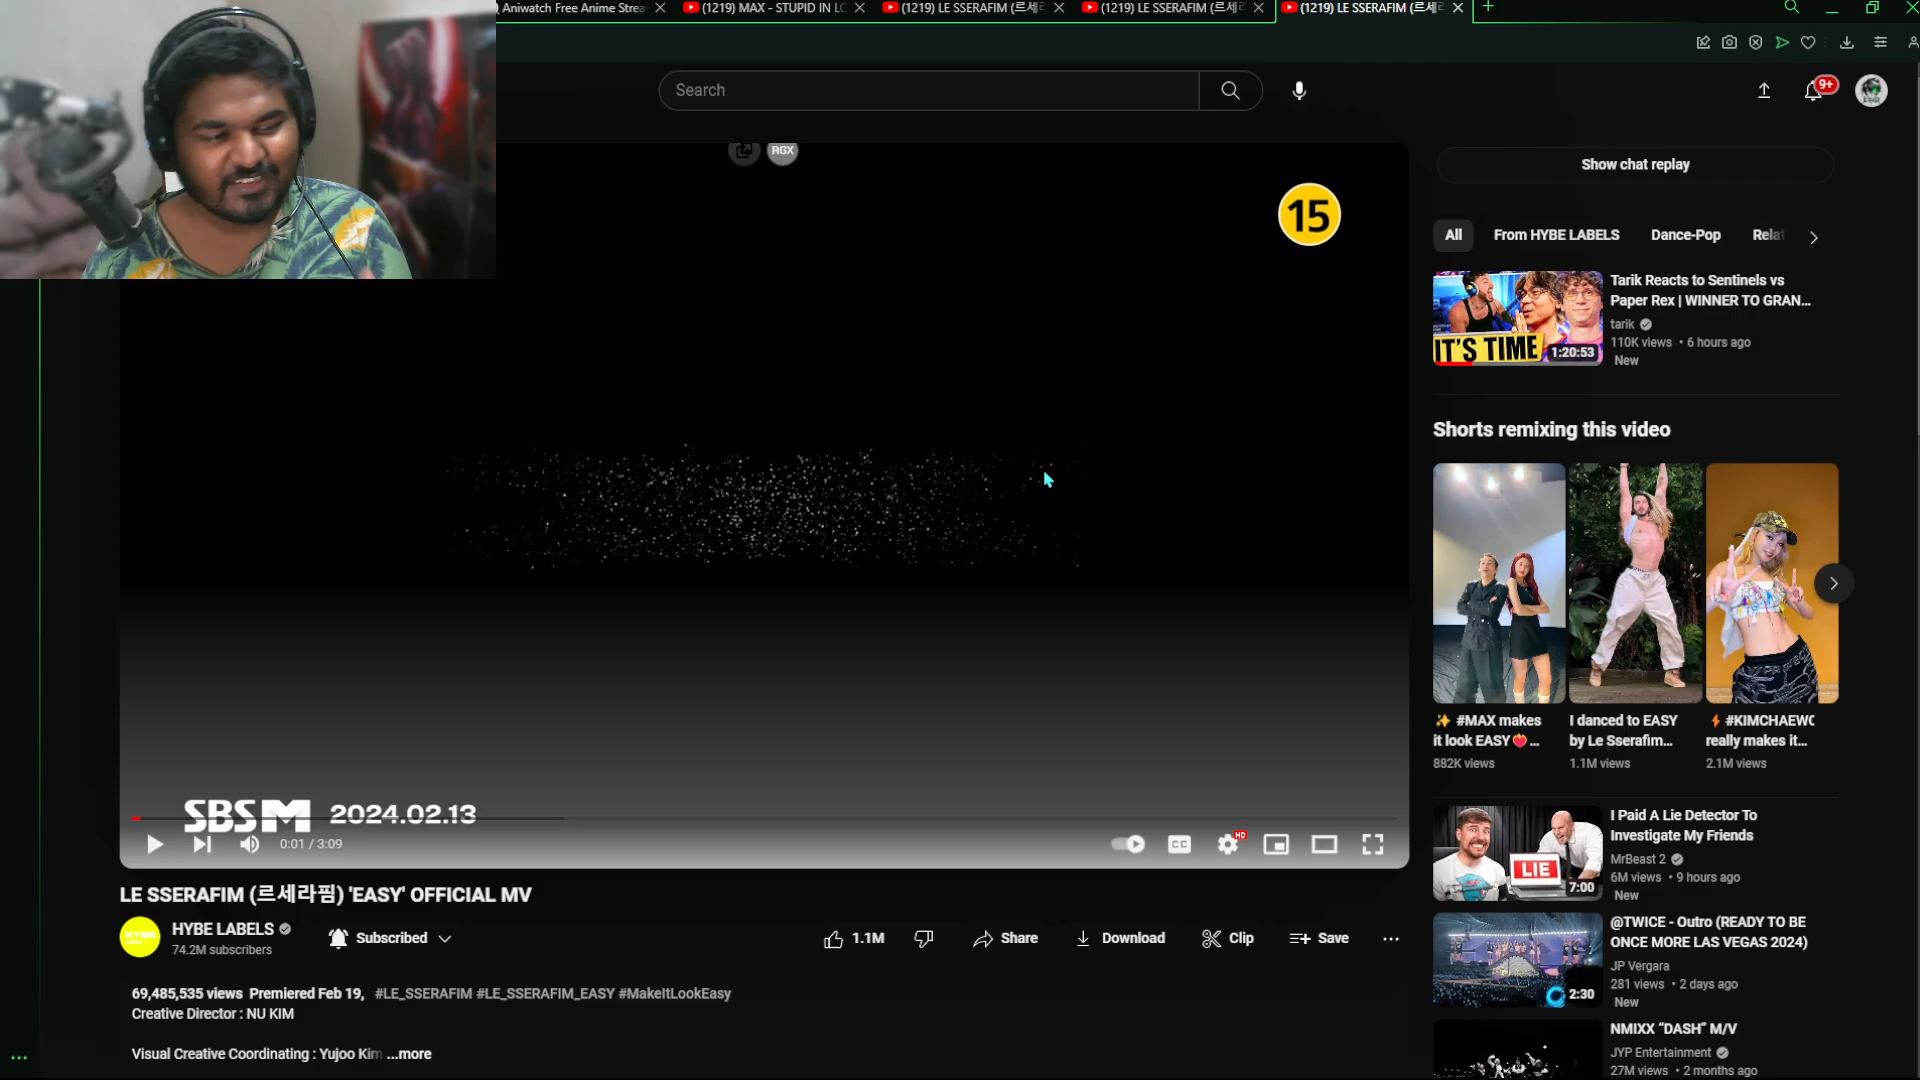 Aniwatch Free Anime Strea
(1219) MAX - STUPID IN LO
(1219) LE SSERAFIM (르세
(1219) LE SSERAFIM (르세
(1219) LE SSERAFIM (르세
Search
9+
RGX
15
SBS M 2024.02.13
0:01 / 3:09
CC
HD
LE SSERAFIM (르세라핌) 'EASY' OFFICIAL MV
HYBE LABELS
74.2M subscribers
Subscribed
1.1M
Share
Download
Clip
Save
69,485,535 views Premiered Feb 19, #LE_SSERAFIM #LE_SSERAFIM_EASY #MakeItLookEasy
Creative Director : NU KIM
Visual Creative Coordinating : Yujoo Kim ...more
Show chat replay
All
From HYBE LABELS
Dance-Pop
Relat
IT'S TIME
1:20:53
Tarik Reacts to Sentinels vs
Paper Rex | WINNER TO GRAN...
tarik
110K views • 6 hours ago
New
Shorts remixing this video
✨ #MAX makes
it look EASY❤️‍🔥...
882K views
I danced to EASY
by Le Sserafim...
1.1M views
⚡ #KIMCHAEWO
really makes it...
2.1M views
LIE
7:00
I Paid A Lie Detector To
Investigate My Friends
MrBeast 2
6M views • 9 hours ago
New
2:30
@TWICE - Outro (READY TO BE
ONCE MORE LAS VEGAS 2024)
JP Vergara
281 views • 2 days ago
New
NMIXX “DASH” M/V
JYP Entertainment
27M views • 2 months ago